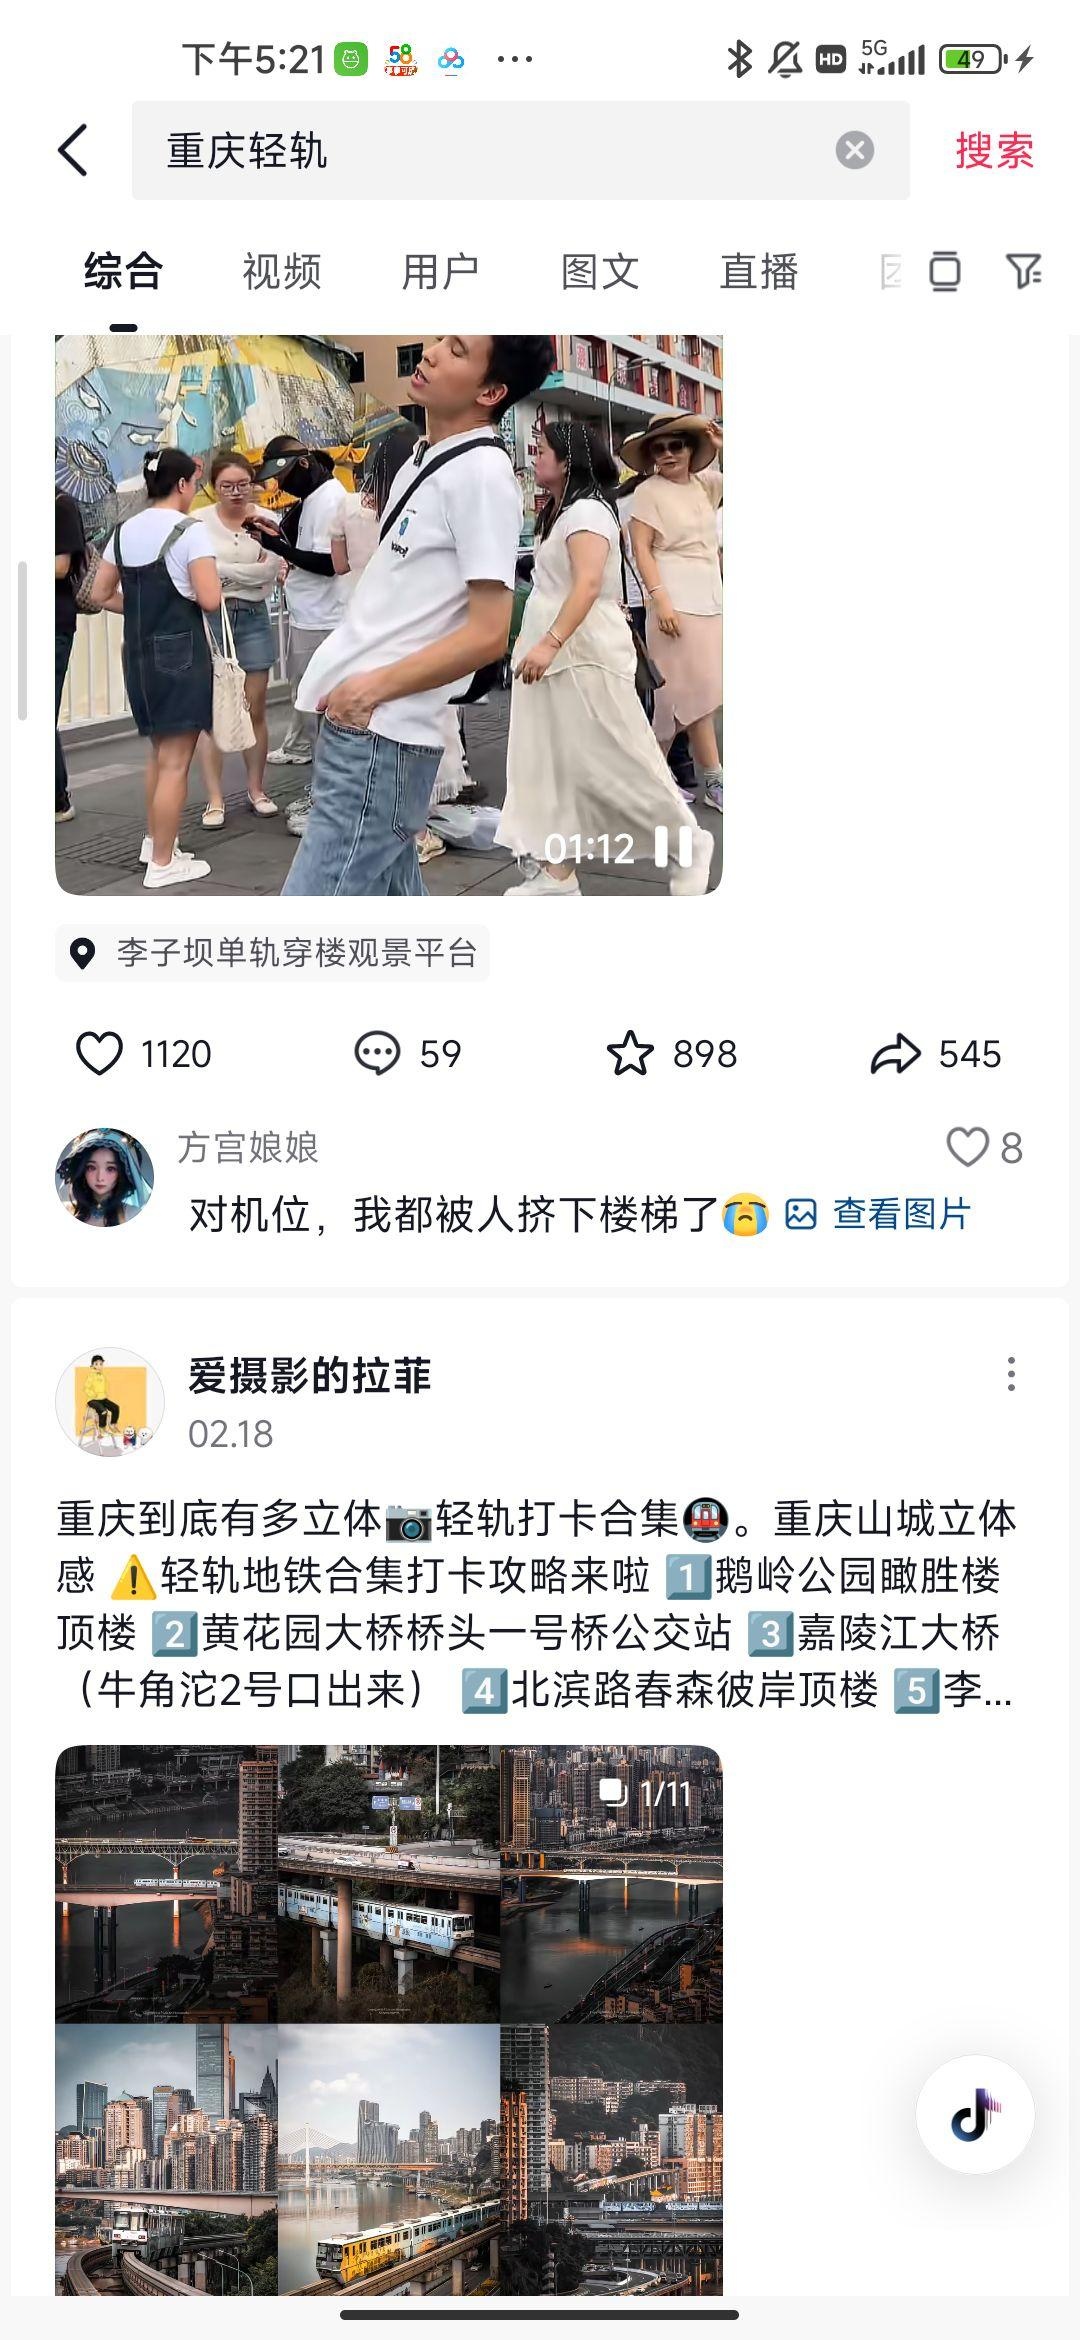 下午5:21
58
HD
5G
49
重庆轻轨
搜索
综合
视频
用户
图文
直播
01:12
李子坝单轨穿楼观景平台
1120
59
898
545
方宫娘娘
8
对机位，我都被人挤下楼梯了😭 查看图片
爱摄影的拉菲
02.18
重庆到底有多立体📷轻轨打卡合集🚇。重庆山城立体
感 ⚠️轻轨地铁合集打卡攻略来啦 1️⃣鹅岭公园瞰胜楼
顶楼 2️⃣黄花园大桥桥头一号桥公交站 3️⃣嘉陵江大桥
（牛角沱2号口出来） 4️⃣北滨路春森彼岸顶楼 5️⃣李...
1/11